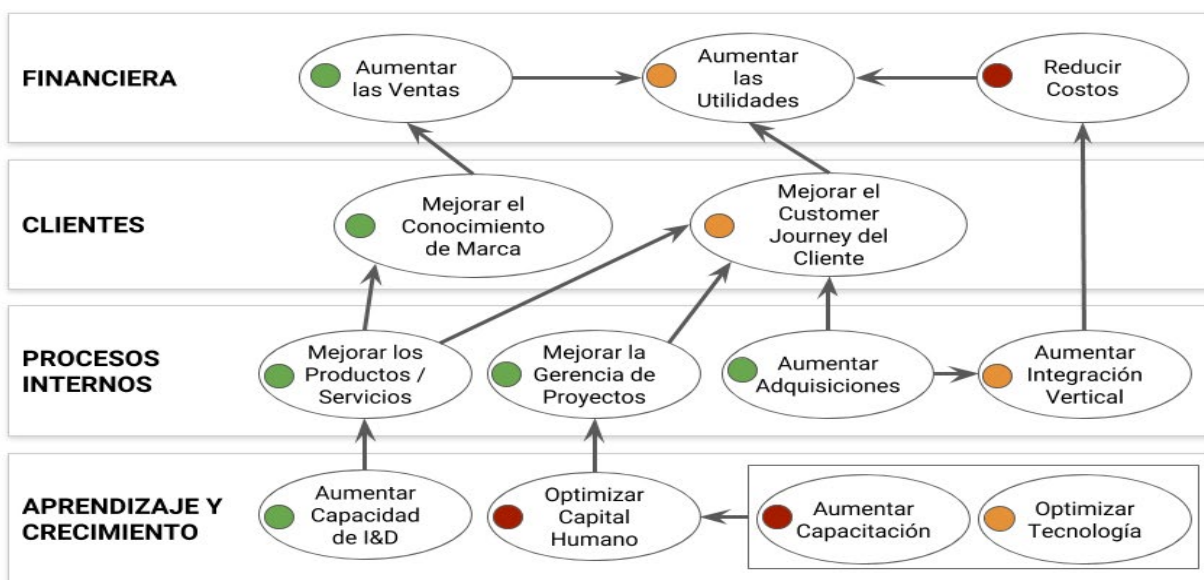 FINANCIERA
Aumentar
las Ventas
Aumentar
las
Utilidades
Reducir
Costos
CLIENTES
Mejorar el
Conocimiento
de Marca
Mejorar el
Customer
Journey del
Cliente
PROCESOS
INTERNOS
Mejorar los
Productos /
Servicios
Mejorar la
Gerencia de
Proyectos
Aumentar
Adquisiciones
Aumentar
Integración
Vertical
APRENDIZAJE Y
CRECIMIENTO
Aumentar
Capacidad
de I&D
Optimizar
Capital
Humano
Aumentar
Capacitación
Optimizar
Tecnología